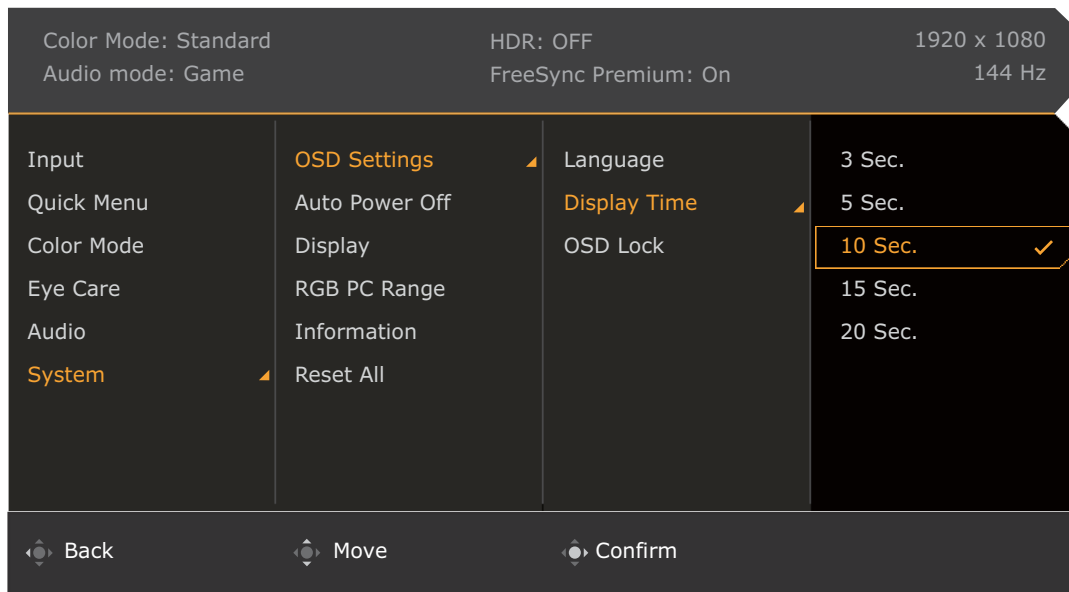 Color Mode: Standard
Audio mode: Game
HDR: OFF
FreeSync Premium: On
1920 x 1080
144 Hz
Input
Quick Menu
Color Mode
Eye Care
Audio
System
OSD Settings
Auto Power Off
Display
RGB PC Range
Information
Reset All
Language
Display Time
OSD Lock
3 Sec.
5 Sec.
10 Sec.
15 Sec.
20 Sec.
Back
Move
Confirm